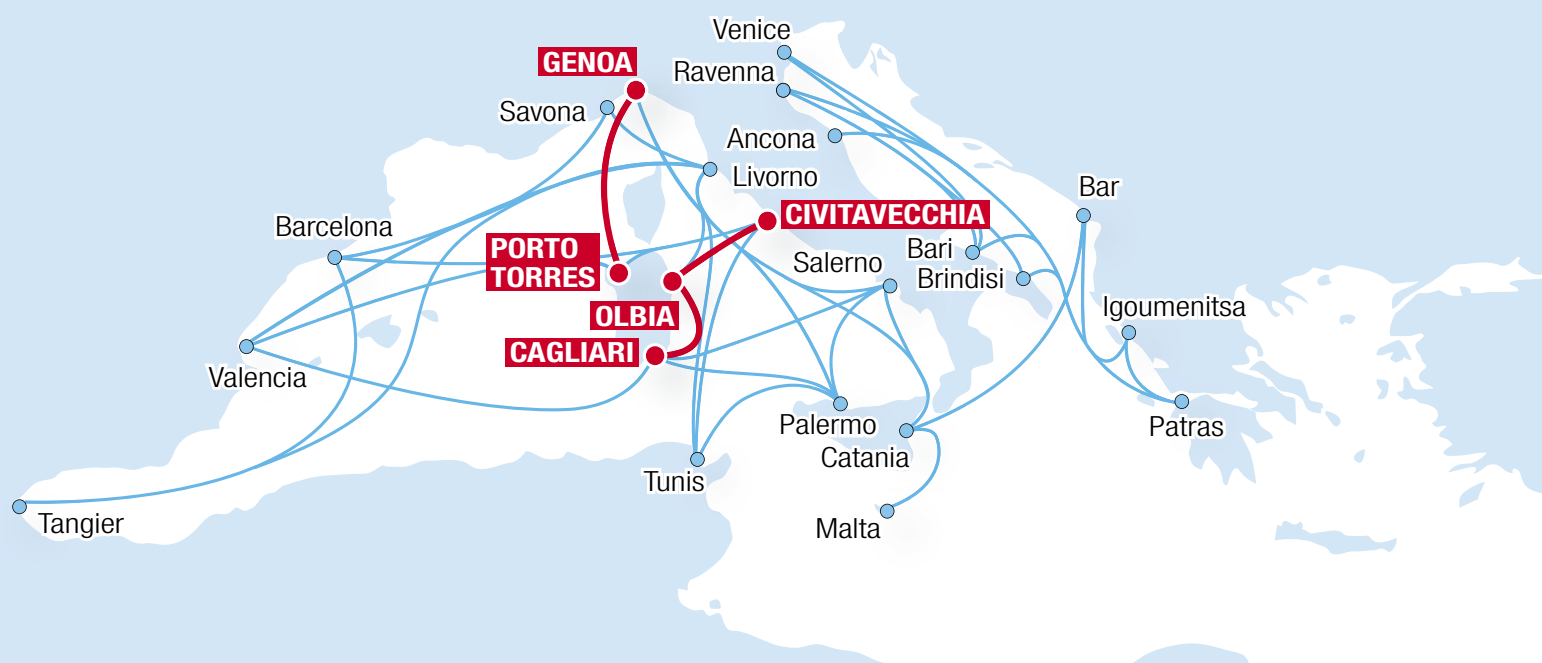 Venice
GENOA
Ravenna
Savona
Ancona
Livorno
Bar
CIVITAVECCHIA
Barcelona
PORTO
TORRES
Bari
Salerno
Brindisi
Igoumenitsa
OLBIA
CAGLIARI
Valencia
Palermo
Patras
Catania
Tunis
Tangier
Malta